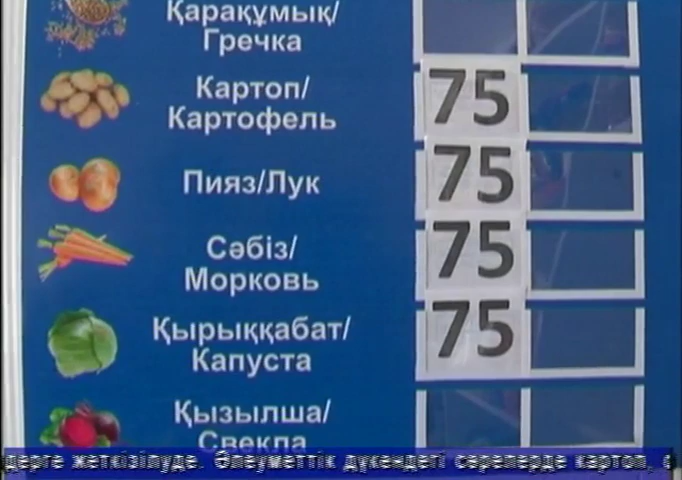 Қарақұмық/
Гречка
Картоп/
Картофель
75
Пияз/Лук
75
Сәбіз/
Морковь
75
Қырыққабат/
Капуста
75
Қызылша/
Свекла
жеткізілуде. Әлеуметтік дүкендегі сөрелерде картоп,